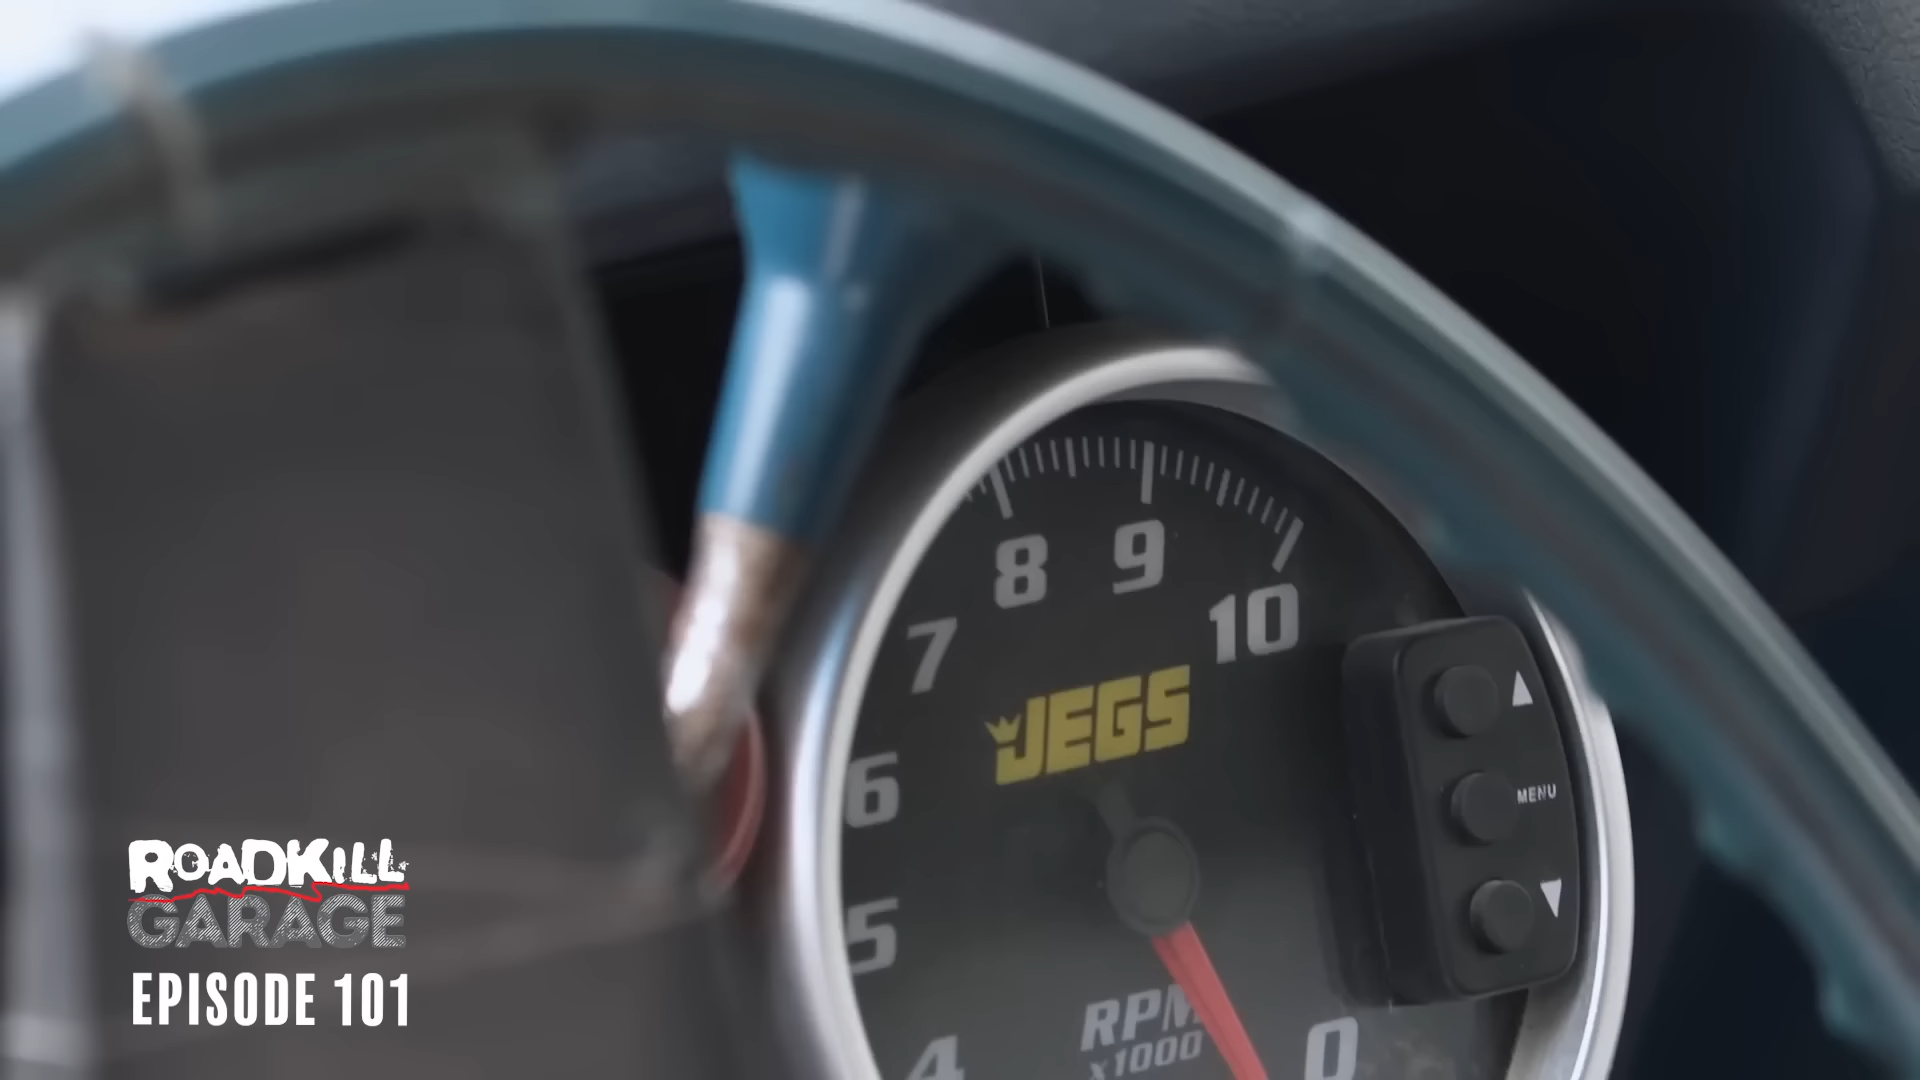 8 9
7 10
JEGS
6
MENU
5
RPM
x1000
4 0
ROADKILL
GARAGE
EPISODE 101